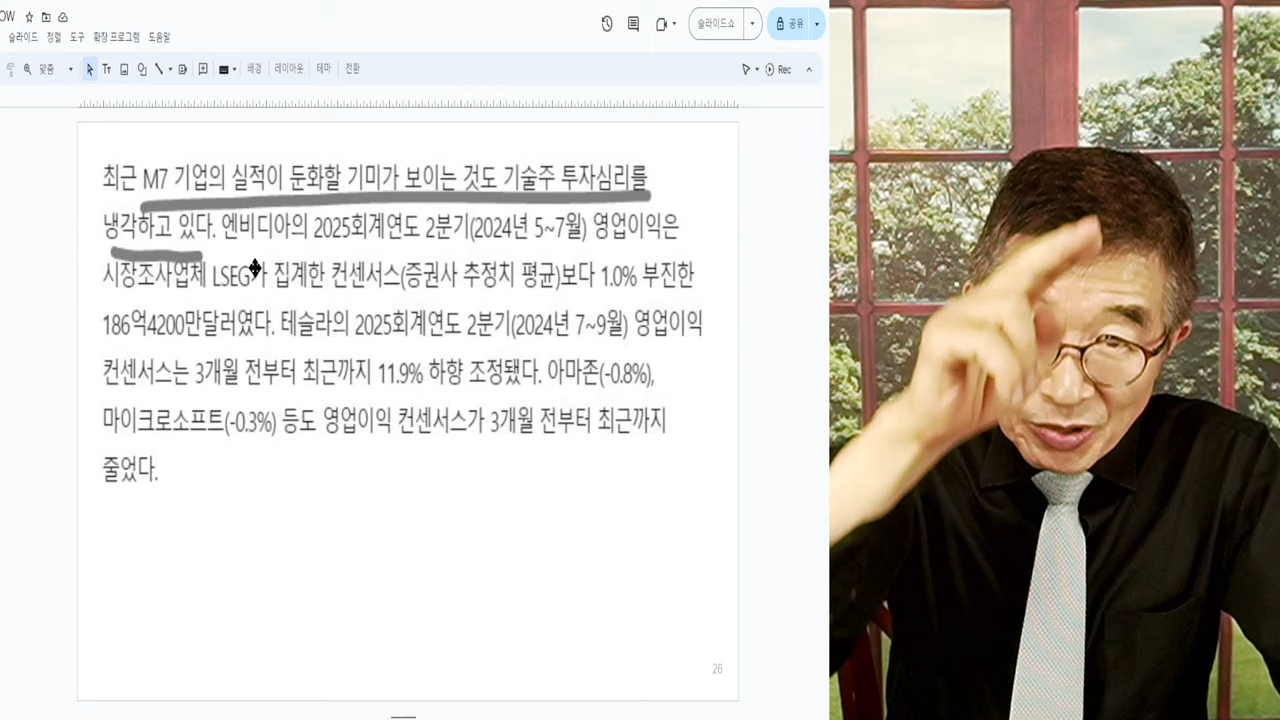 OW
슬라이드 정렬 도구 확장 프로그램 도움말
슬라이드쇼
공유
맞춤
Tт
배경 레이아웃 테마 전환
Rec
최근 M7 기업의 실적이 둔화할 기미가 보이는 것도 기술주 투자심리를
냉각하고 있다. 엔비디아의 2025회계연도 2분기(2024년 5~7월) 영업이익은
시장조사업체 LSEG가 집계한 컨센서스(증권사 추정치 평균)보다 1.0% 부진한
186억4200만달러였다. 테슬라의 2025회계연도 2분기(2024년 7~9월) 영업이익
컨센서스는 3개월 전부터 최근까지 11.9% 하향 조정됐다. 아마존(-0.8%),
마이크로소프트(-0.3%) 등도 영업이익 컨센서스가 3개월 전부터 최근까지
줄었다.
26